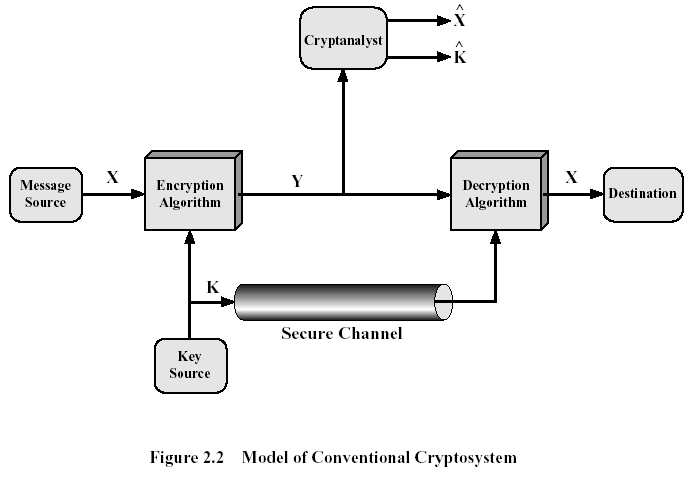 Cryptanalyst
X̂
K̂
Message
Source
X
Encryption
Algorithm
Y
Decryption
Algorithm
X
Destination
K
Secure Channel
Key
Source
Figure 2.2 Model of Conventional Cryptosystem